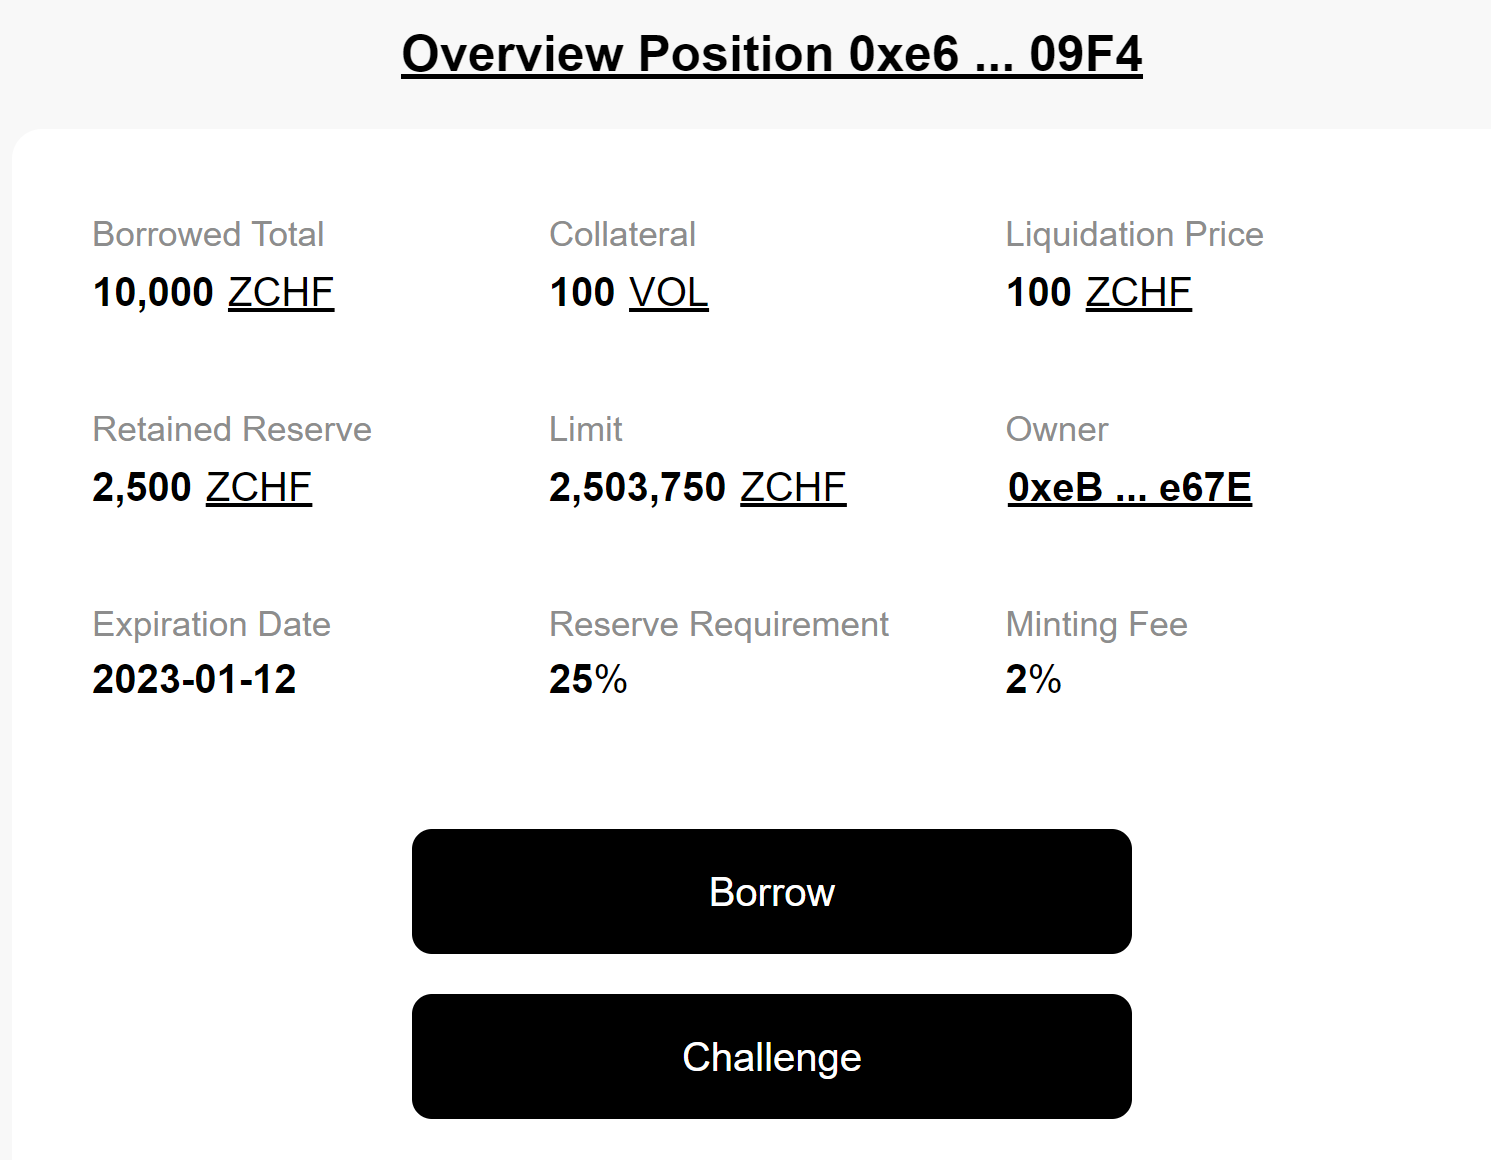 Overview Position 0xe6 ... 09F4
Borrowed Total Collateral Liquidation Price
10,000 ZCHF 100 VOL 100 ZCHF
Retained Reserve Limit Owner
2,500 ZCHF 2,503,750 ZCHF 0xeB ... e67E
Expiration Date Reserve Requirement Minting Fee
2023-01-12 25% 2%
Borrow
Challenge